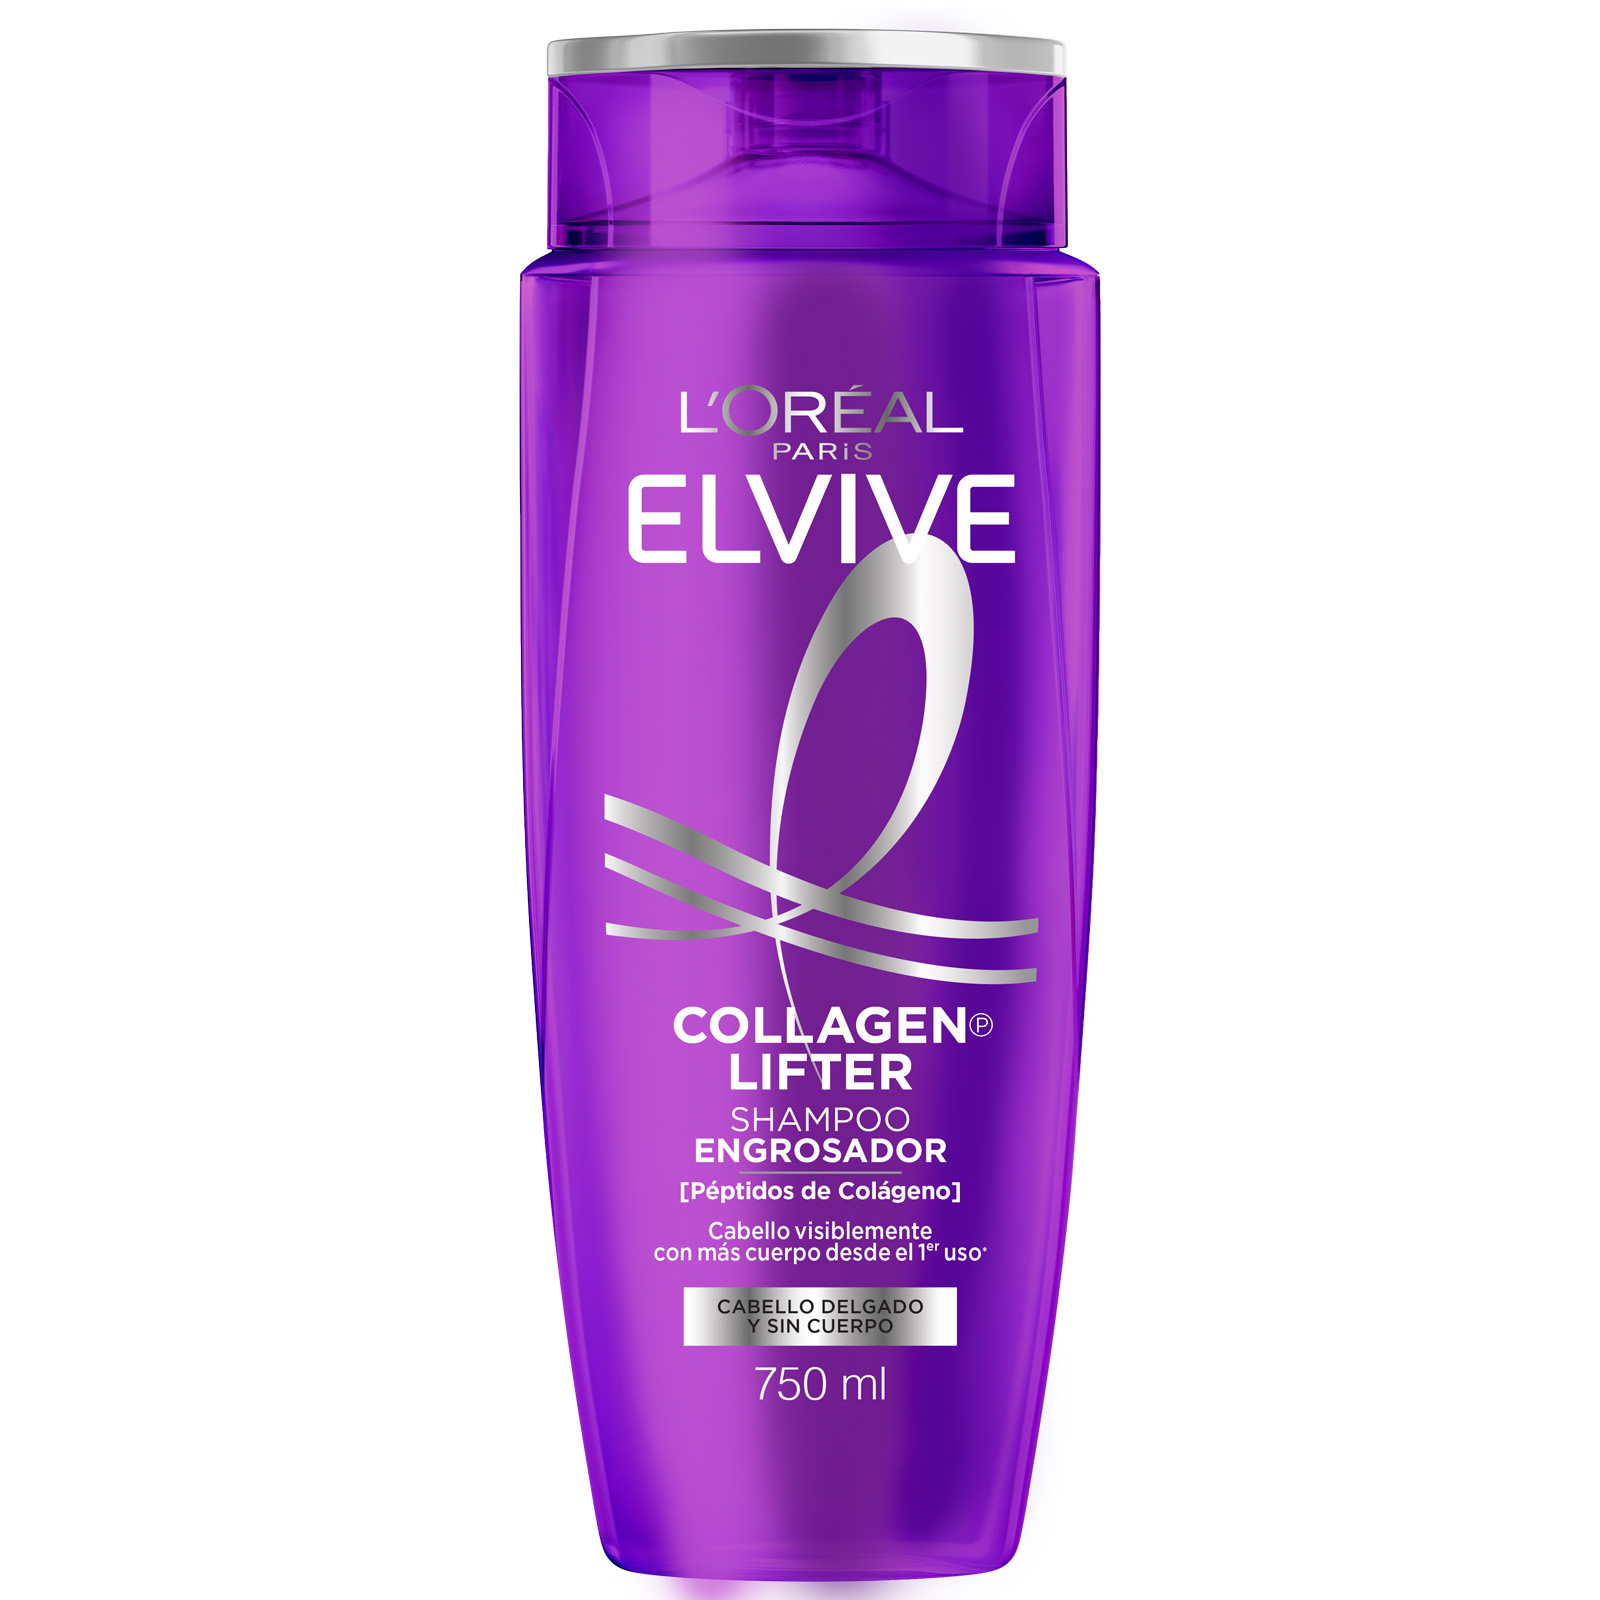 L'ORÉAL
PARiS
ELVIVE
COLLAGENⓅ
LIFTER
SHAMPOO
ENGROSADOR
[Péptidos de Colágeno]
Cabello visiblemente
con más cuerpo desde el 1er uso*
CABELLO DELGADO
Y SIN CUERPO
750 ml